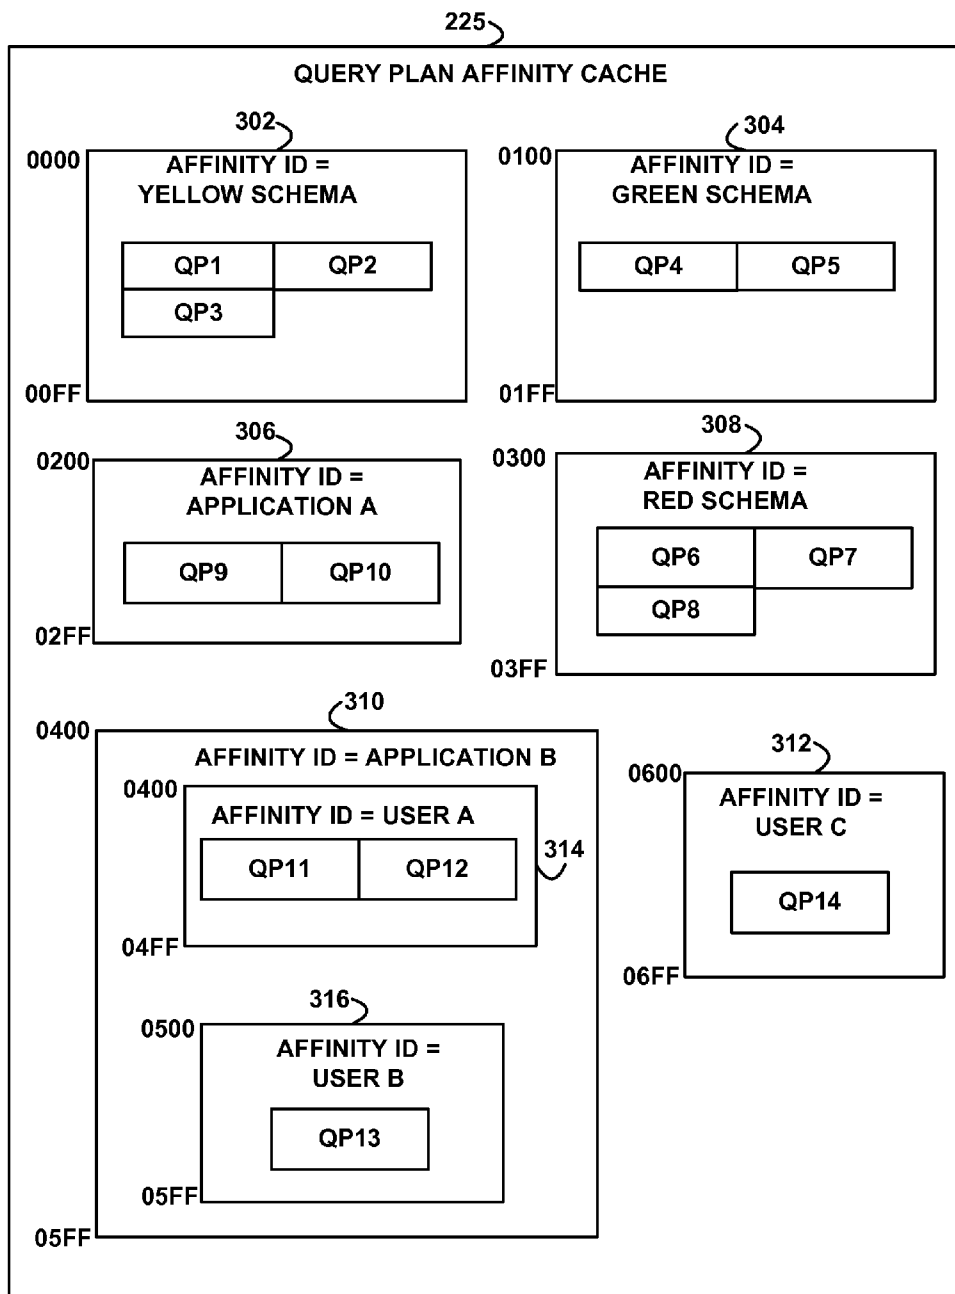 225
QUERY PLAN AFFINITY CACHE
302
0000
AFFINITY ID =
YELLOW SCHEMA
QP1
QP2
QP3
00FF
304
0100
AFFINITY ID =
GREEN SCHEMA
QP4
QP5
01FF
306
0200
AFFINITY ID =
APPLICATION A
QP9
QP10
02FF
308
0300
AFFINITY ID =
RED SCHEMA
QP6
QP7
QP8
03FF
310
0400
AFFINITY ID = APPLICATION B
0400
AFFINITY ID = USER A
QP11
QP12
314
04FF
316
0500
AFFINITY ID =
USER B
QP13
05FF
05FF
312
0600
AFFINITY ID =
USER C
QP14
06FF